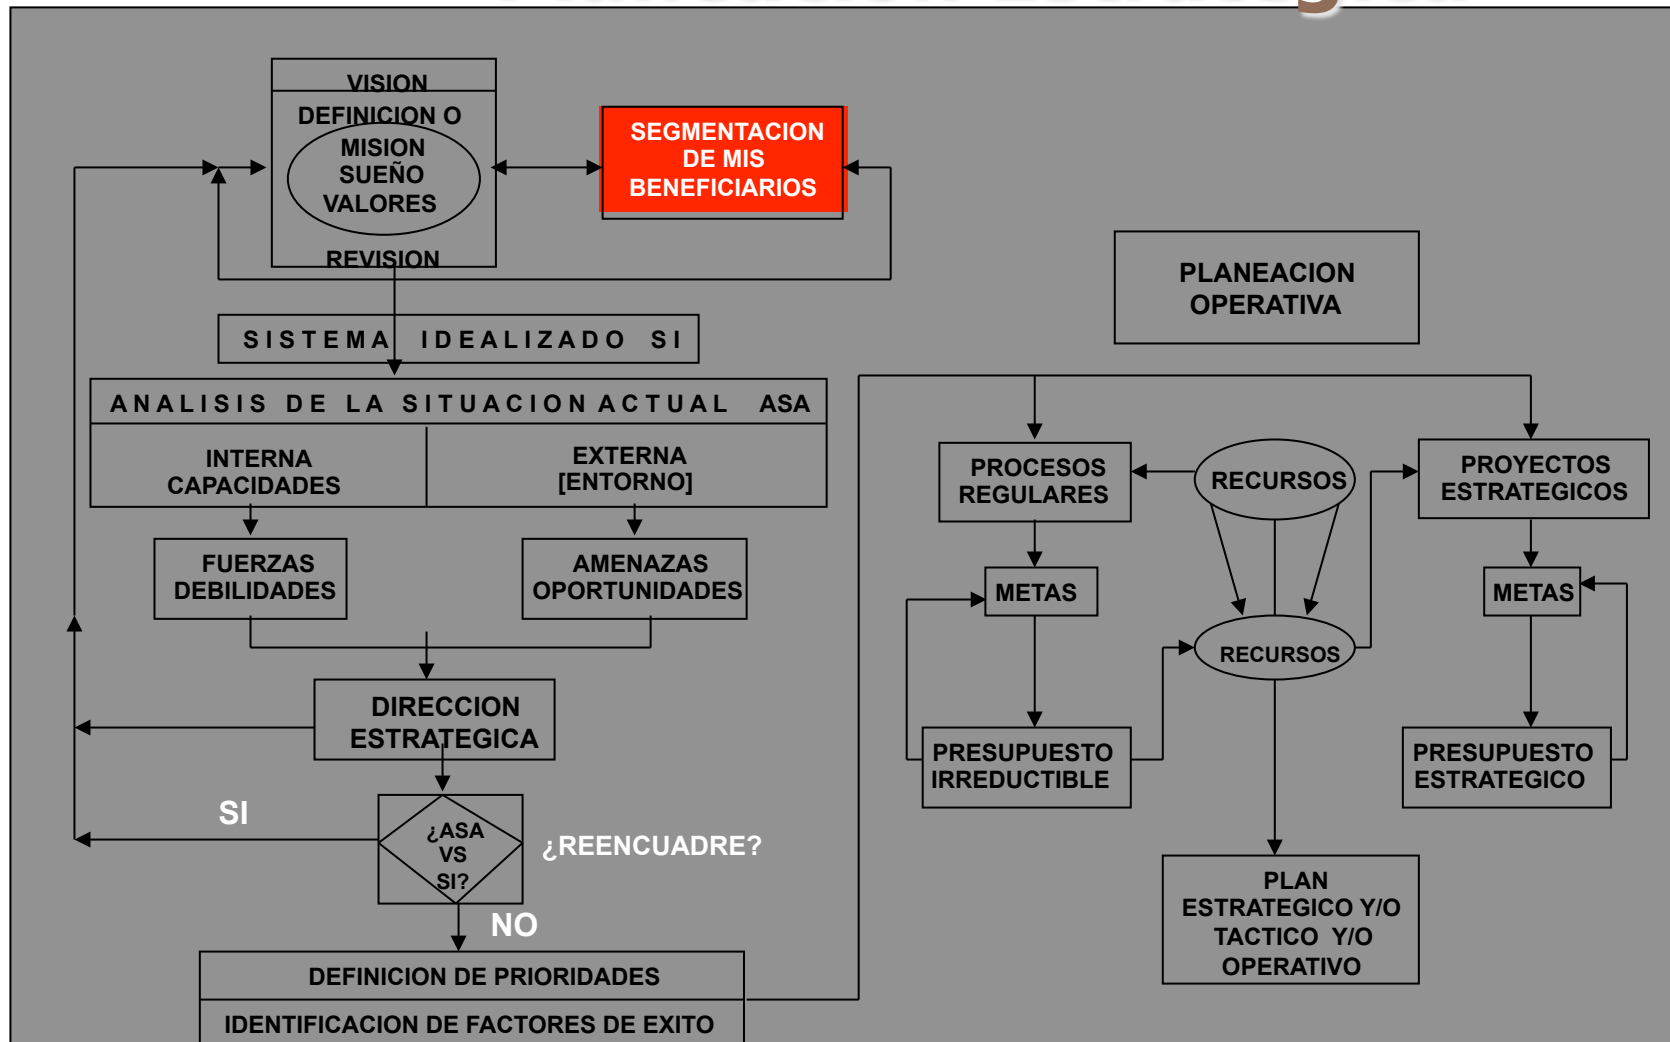 VISION
DEFINICION O
MISION
SUEÑO
VALORES
REVISION
SEGMENTACION
DE MIS
BENEFICIARIOS
SISTEMA IDEALIZADO SI
ANALISIS DE LA SITUACION ACTUAL ASA
INTERNA
CAPACIDADES
EXTERNA
[ENTORNO]
FUERZAS
DEBILIDADES
AMENAZAS
OPORTUNIDADES
DIRECCION
ESTRATEGICA
SI
¿ASA
VS
SI?
¿REENCUADRE?
NO
DEFINICION DE PRIORIDADES
IDENTIFICACION DE FACTORES DE EXITO
PLANEACION
OPERATIVA
PROCESOS
REGULARES
RECURSOS
PROYECTOS
ESTRATEGICOS
METAS
METAS
RECURSOS
PRESUPUESTO
IRREDUCTIBLE
PRESUPUESTO
ESTRATEGICO
PLAN
ESTRATEGICO Y/O
TACTICO Y/O
OPERATIVO